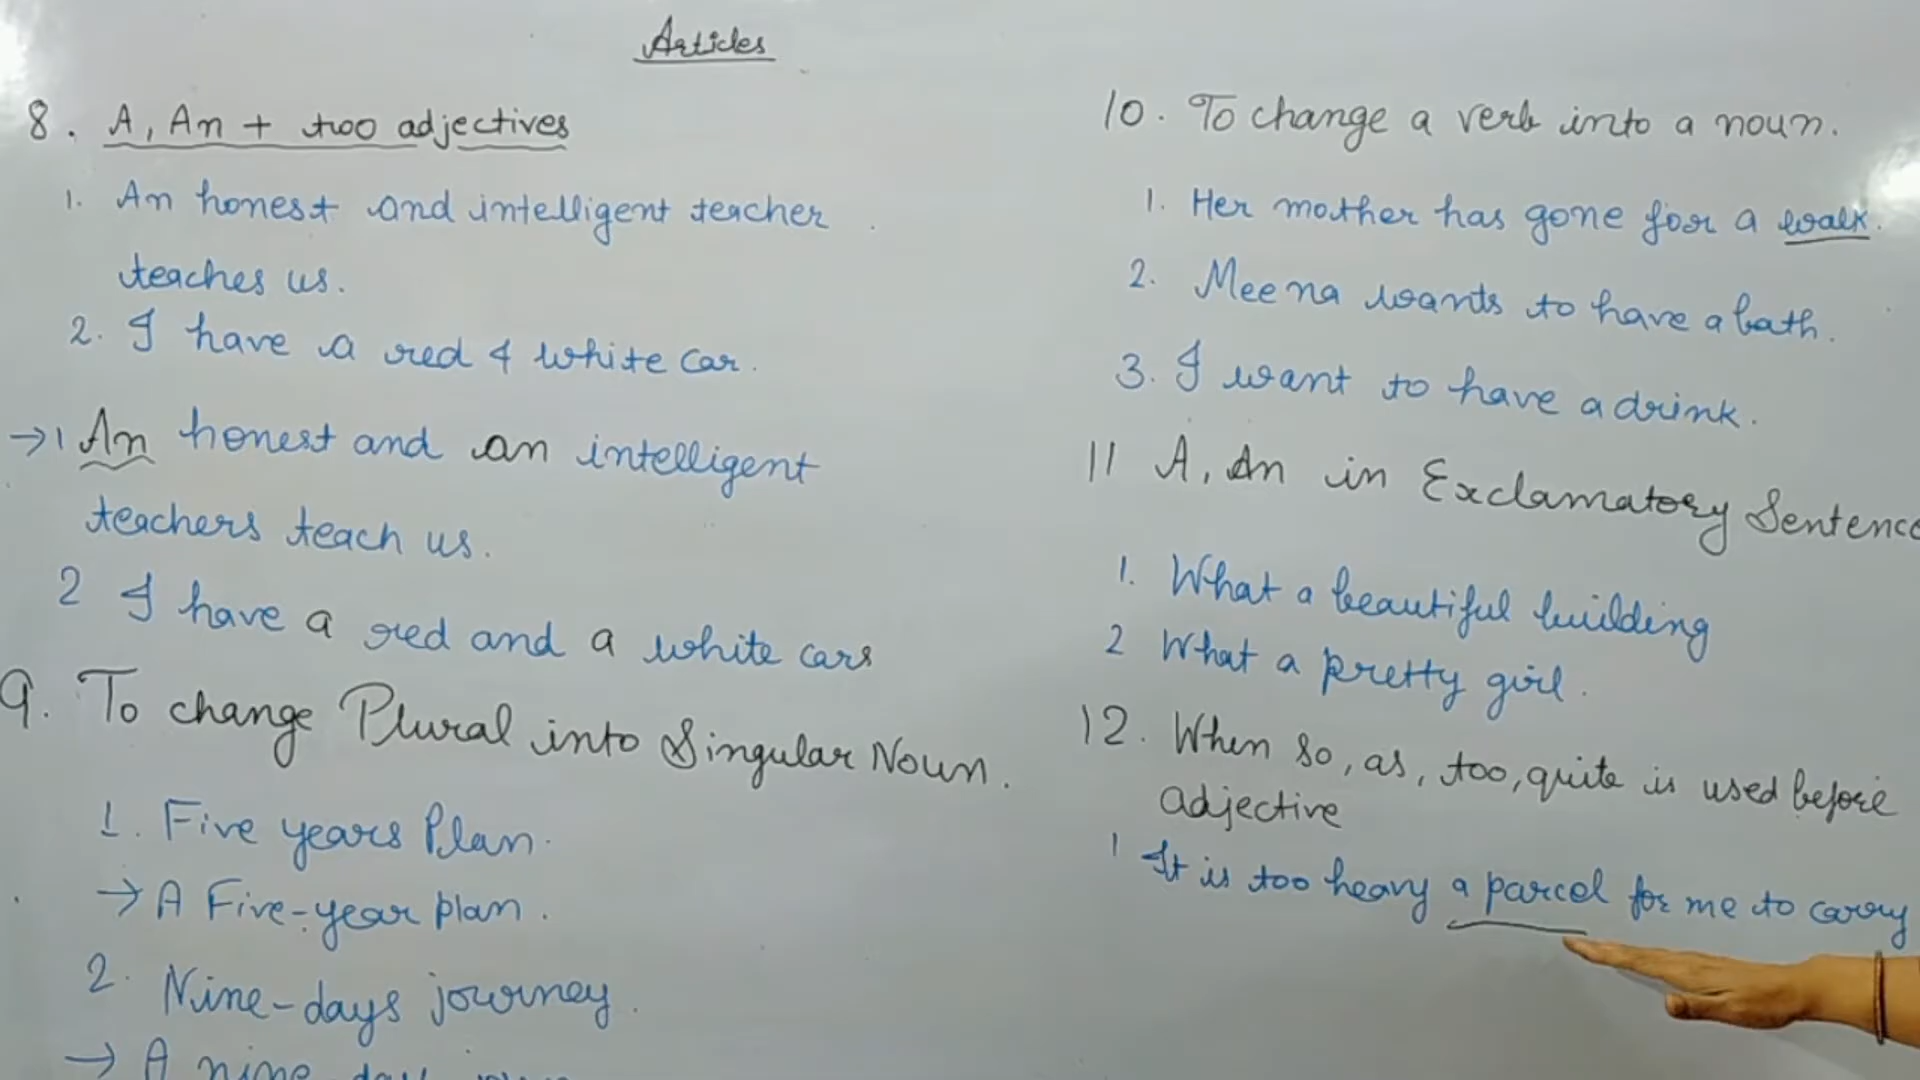 Articles
8. A, An + two adjectives
1. An honest and intelligent teacher
teaches us.
2. I have a red & white car.
→1 An honest and an intelligent
teachers teach us.
2 I have a red and a white cars
9. To change Plural into Singular Noun.
1. Five years Plan.
→ A Five-year plan.
2. Nine-days journey.
→ A nine-day
10. To change a verb into a noun.
1. Her mother has gone for a walk.
2. Meena wants to have a bath.
3. I want to have a drink.
11 A, An in Exclamatory Sentence
1. What a beautiful building
2 What a pretty girl.
12. When so, as, too, quite is used before
adjective
1 It is too heavy a parcel for me to carry